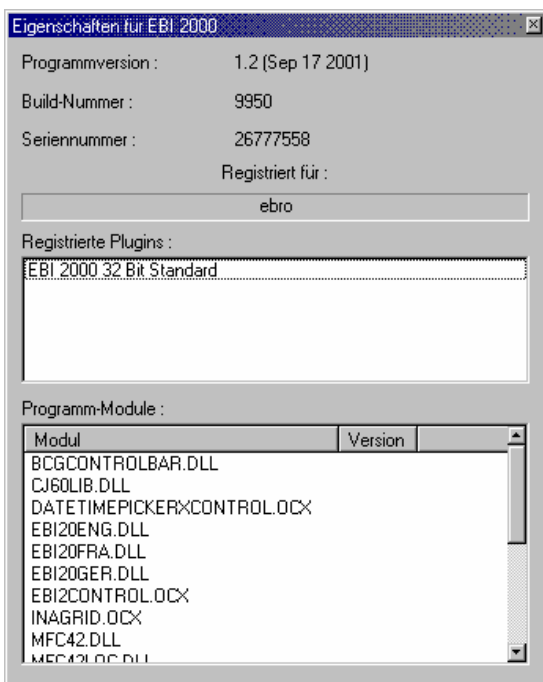 Eigenschaften für EBI 2000
Programmversion : 1.2 (Sep 17 2001)
Build-Nummer : 9950
Seriennummer : 26777558
Registriert für :
ebro
Registrierte Plugins :
EBI 2000 32 Bit Standard
Programm-Module :
Modul Version
BCGCONTROLBAR.DLL
CJ60LIB.DLL
DATETIMEPICKERXCONTROL.OCX
EBI20ENG.DLL
EBI20FRA.DLL
EBI20GER.DLL
EBI2CONTROL.OCX
INAGRID.OCX
MFC42.DLL
MFC42LOC.DLL